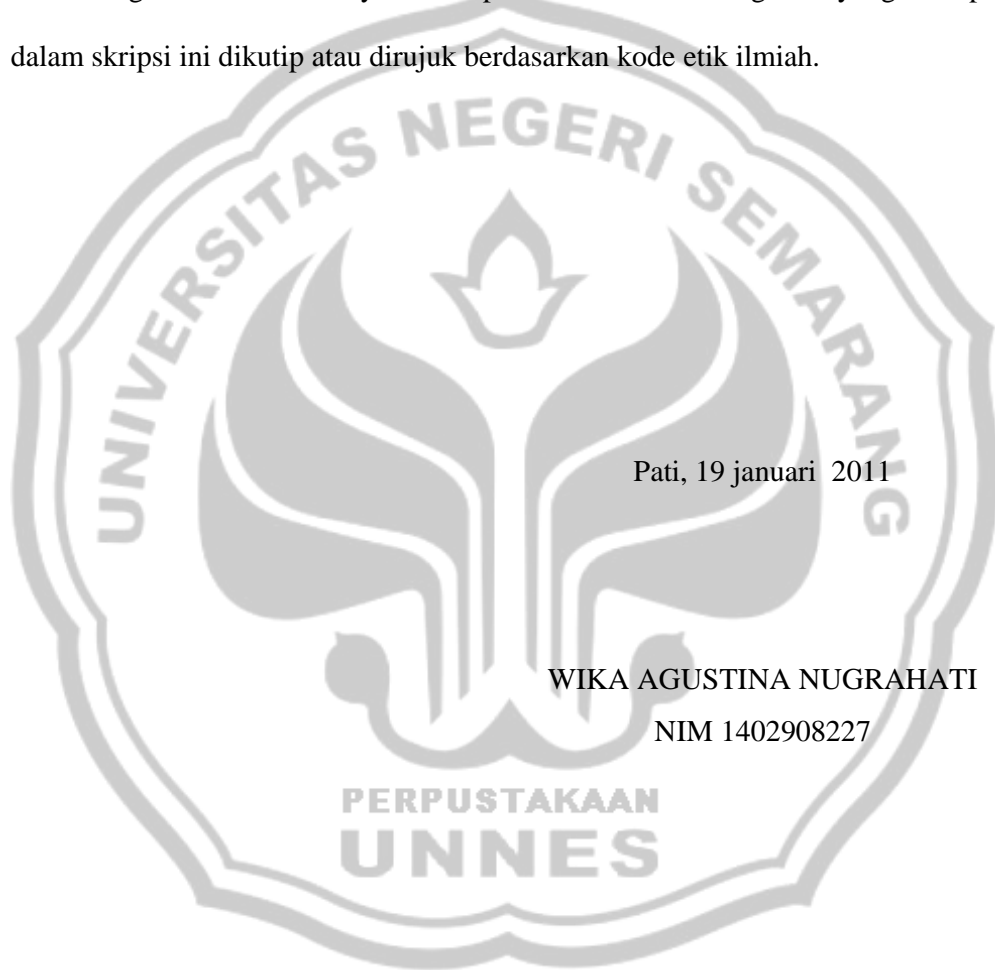 dalam skripsi ini dikutip atau dirujuk berdasarkan kode etik ilmiah.
UNIVERSITAS NEGERI SEMARANG
Pati, 19 januari  2011
WIKA AGUSTINA NUGRAHATI
NIM 1402908227
PERPUSTAKAAN
UNNES